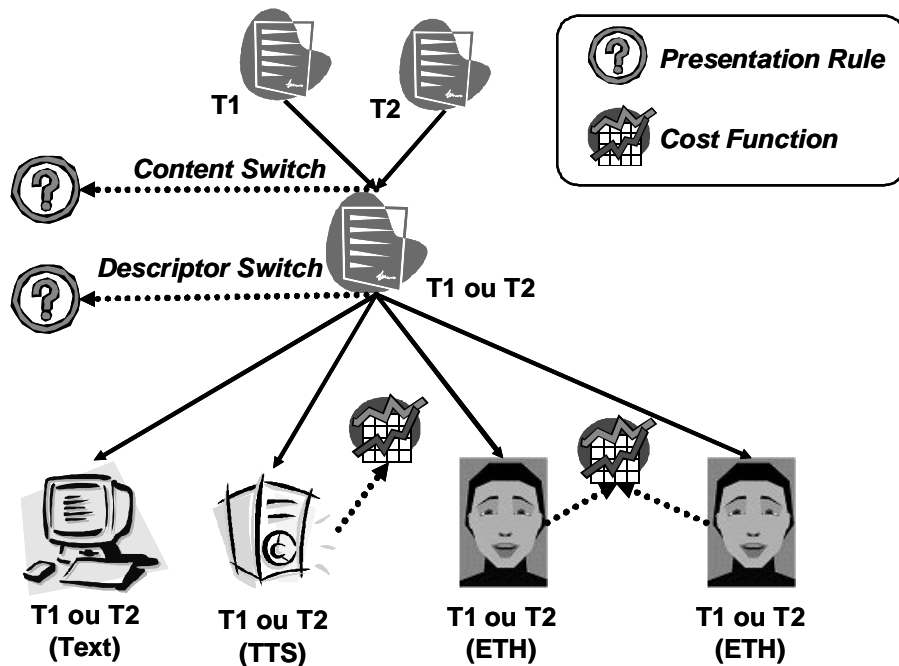 T1
T2
Presentation Rule
Cost Function
Content Switch
Descriptor Switch
T1 ou T2
T1 ou T2
(Text)
T1 ou T2
(TTS)
T1 ou T2
(ETH)
T1 ou T2
(ETH)